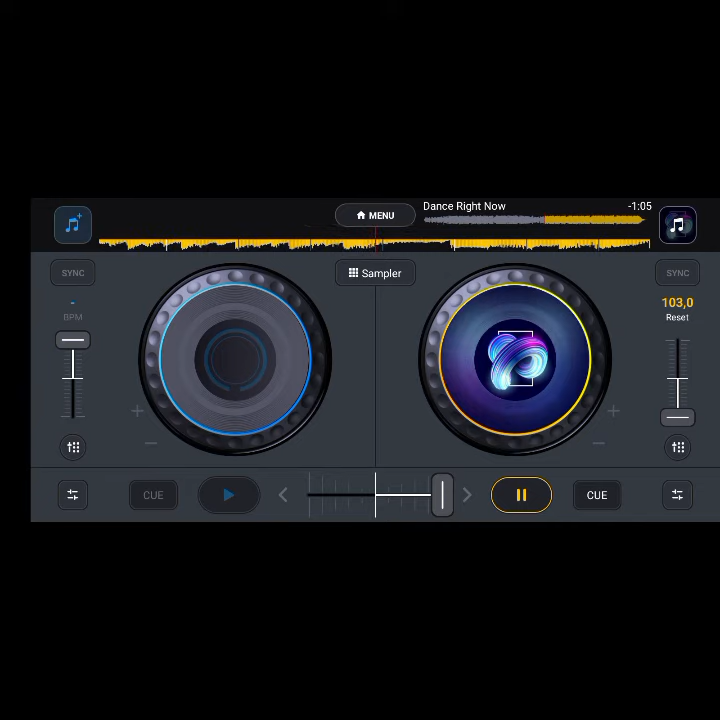 Dance Right Now
-1:05
MENU
Sampler
SYNC
SYNC
-
BPM
103,0
Reset
CUE
CUE